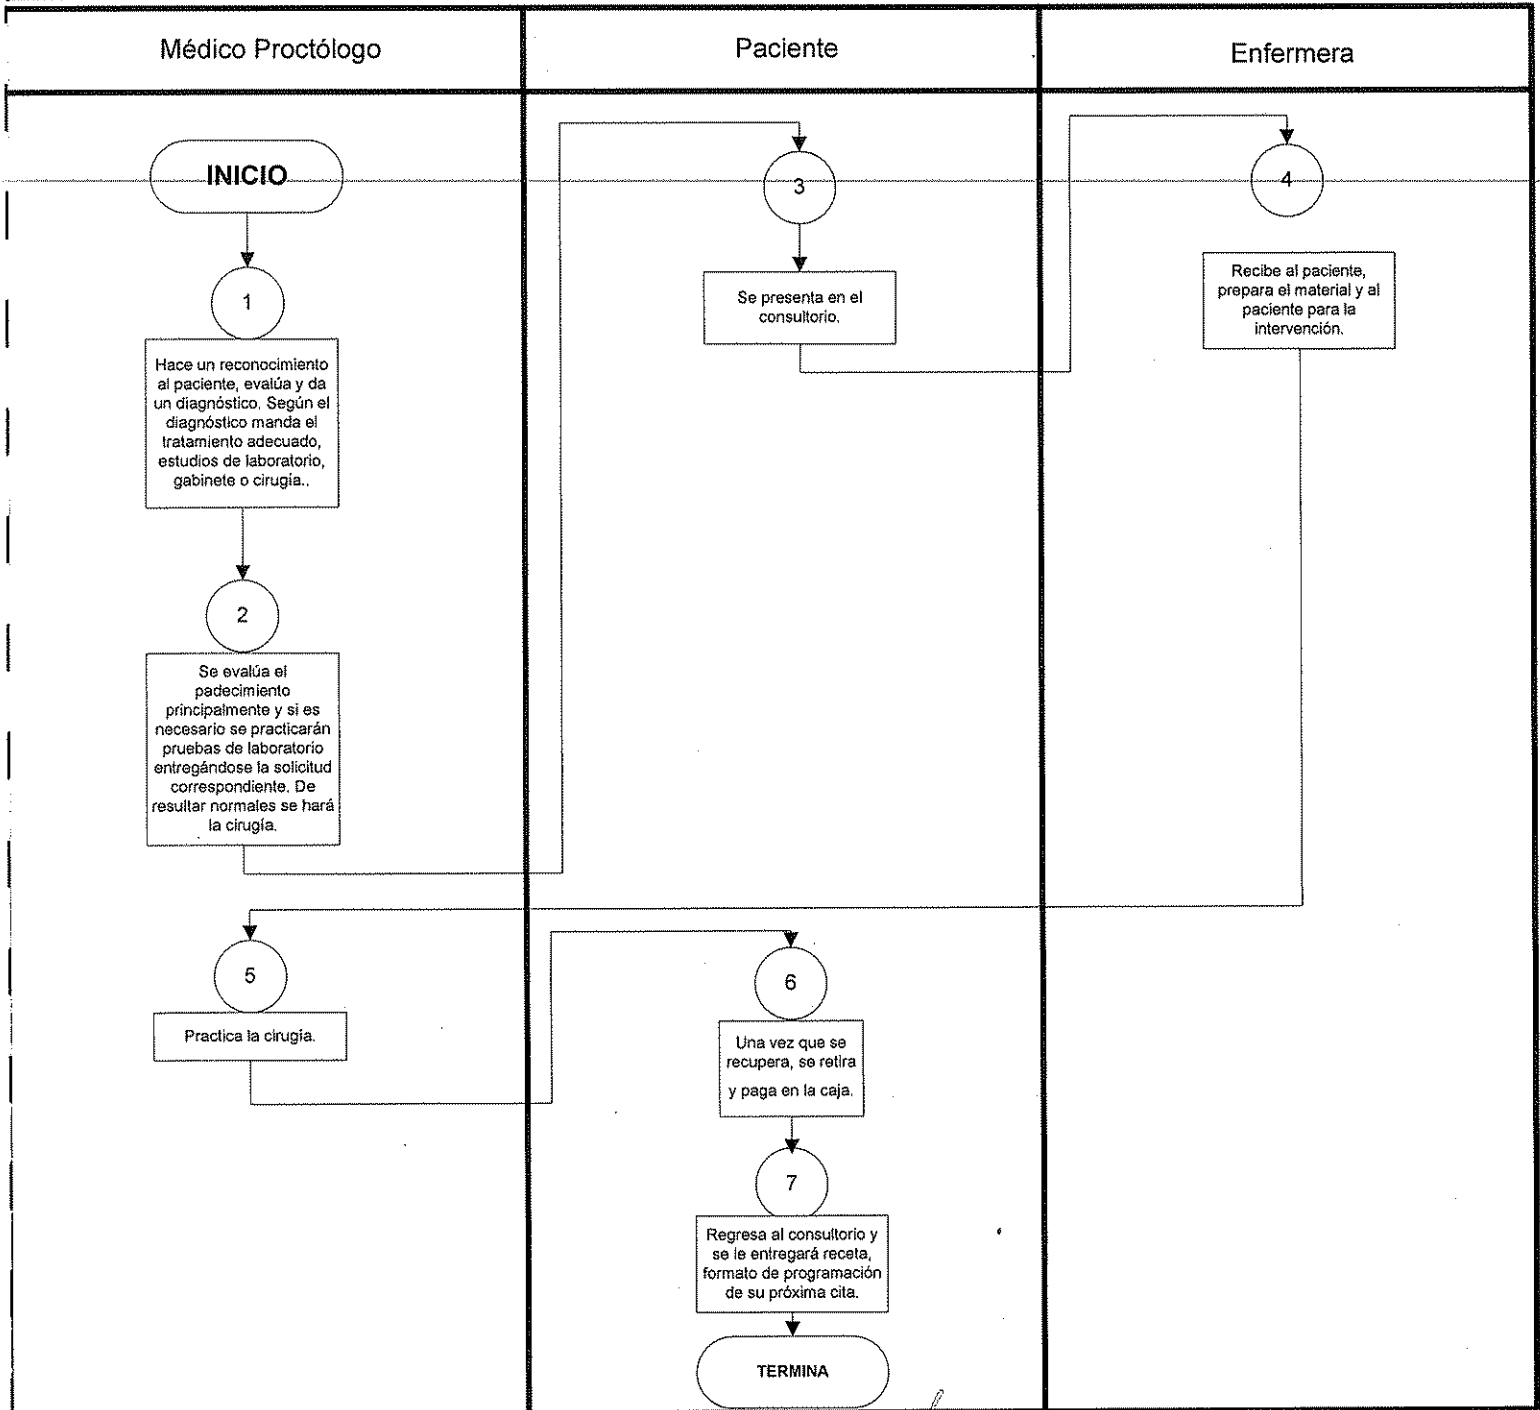 Médico Proctólogo
Paciente
Enfermera
INICIO
1
Hace un reconocimiento
al paciente, evalúa y da
un diagnóstico. Según el
diagnóstico manda el
tratamiento adecuado,
estudios de laboratorio,
gabinete o cirugía..
2
Se evalúa el
padecimiento
principalmente y si es
necesario se practicarán
pruebas de laboratorio
entregándose la solicitud
correspondiente. De
resultar normales se hará
la cirugía.
3
Se presenta en el
consultorio.
4
Recibe al paciente,
prepara el material y al
paciente para la
intervención.
5
Practica la cirugía.
6
Una vez que se
recupera, se retira
y paga en la caja.
7
Regresa al consultorio y
se le entregará receta,
formato de programación
de su próxima cita.
TERMINA